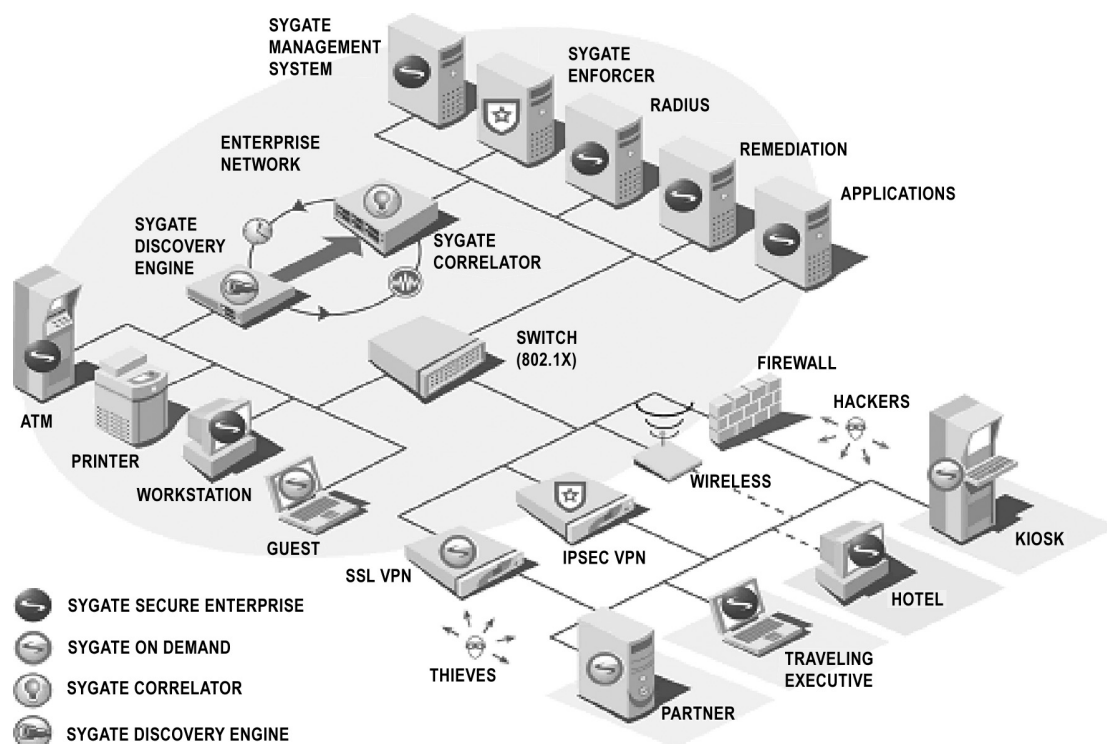 SYGATE
MANAGEMENT
SYSTEM
SYGATE
ENFORCER
RADIUS
REMEDIATION
APPLICATIONS
ENTERPRISE
NETWORK
SYGATE
DISCOVERY
ENGINE
SYGATE
CORRELATOR
SWITCH
(802.1X)
FIREWALL
HACKERS
ATM
PRINTER
WORKSTATION
GUEST
WIRELESS
KIOSK
SSL VPN
IPSEC VPN
HOTEL
THIEVES
TRAVELING
EXECUTIVE
PARTNER
SYGATE SECURE ENTERPRISE
SYGATE ON DEMAND
SYGATE CORRELATOR
SYGATE DISCOVERY ENGINE